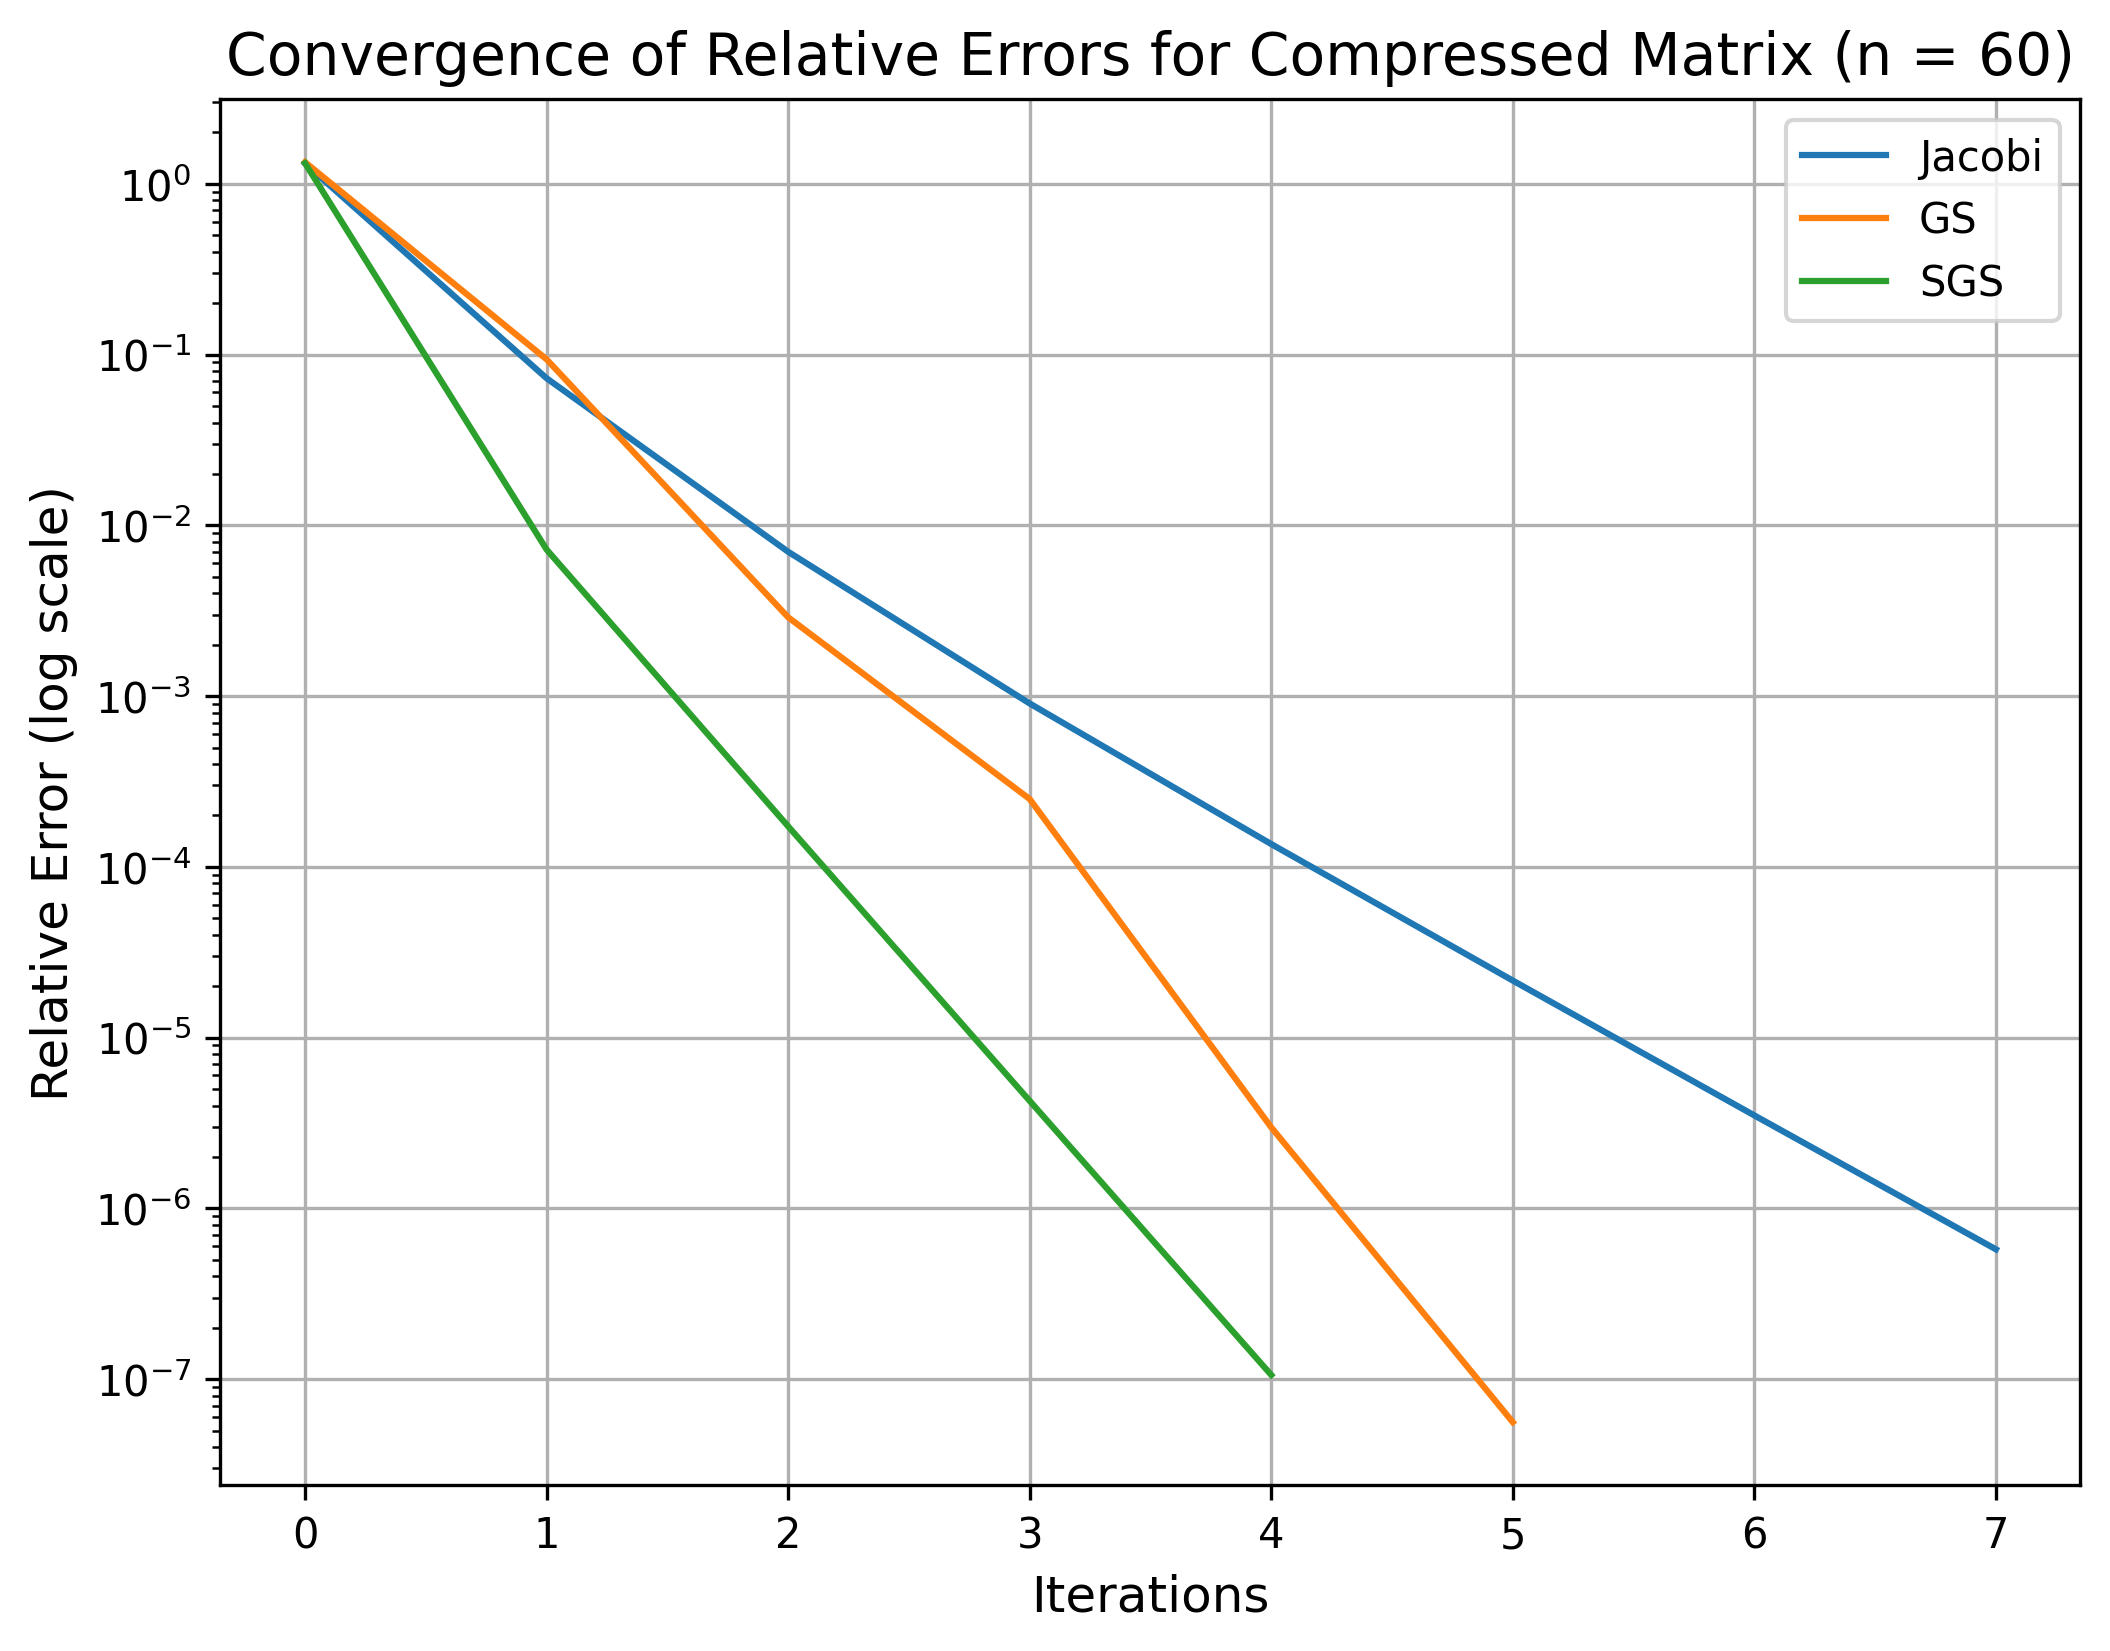 Convergence of Relative Errors for Compressed Matrix (n = 60)
Jacobi
GS
SGS
Relative Error (log scale)
10⁰
10⁻¹
10⁻²
10⁻³
10⁻⁴
10⁻⁵
10⁻⁶
10⁻⁷
0 1 2 3 4 5 6 7
Iterations